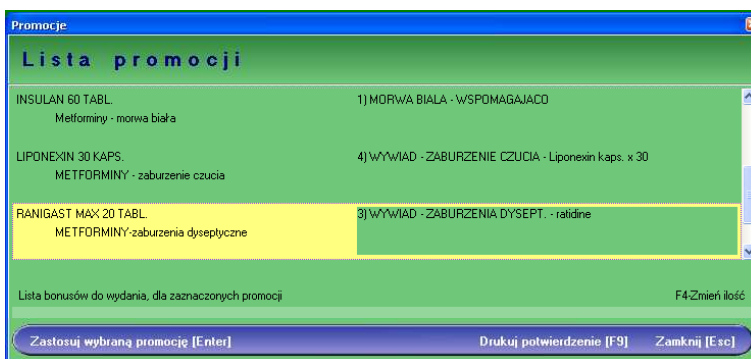 Promocje
Lista promocji
INSULAN 60 TABL. 1) MORWA BIALA - WSPOMAGAJACO
Metforminy - morwa biała
LIPONEXIN 30 KAPS. 4) WYWIAD - ZABURZENIE CZUCIA - Liponexin kaps. x 30
METFORMINY - zaburzenie czucia
RANIGAST MAX 20 TABL. 3) WYWIAD - ZABURZENIA DYSEPT. - ratidine
METFORMINY-zaburzenia dyseptyczne
Lista bonusów do wydania, dla zaznaczonych promocji F4-Zmień ilość
Zastosuj wybraną promocję [Enter] Drukuj potwierdzenie [F9] Zamknij [Esc]